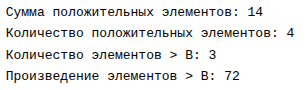 Сумма положительных элементов: 14
Количество положительных элементов: 4
Количество элементов > B: 3
Произведение элементов > B: 72